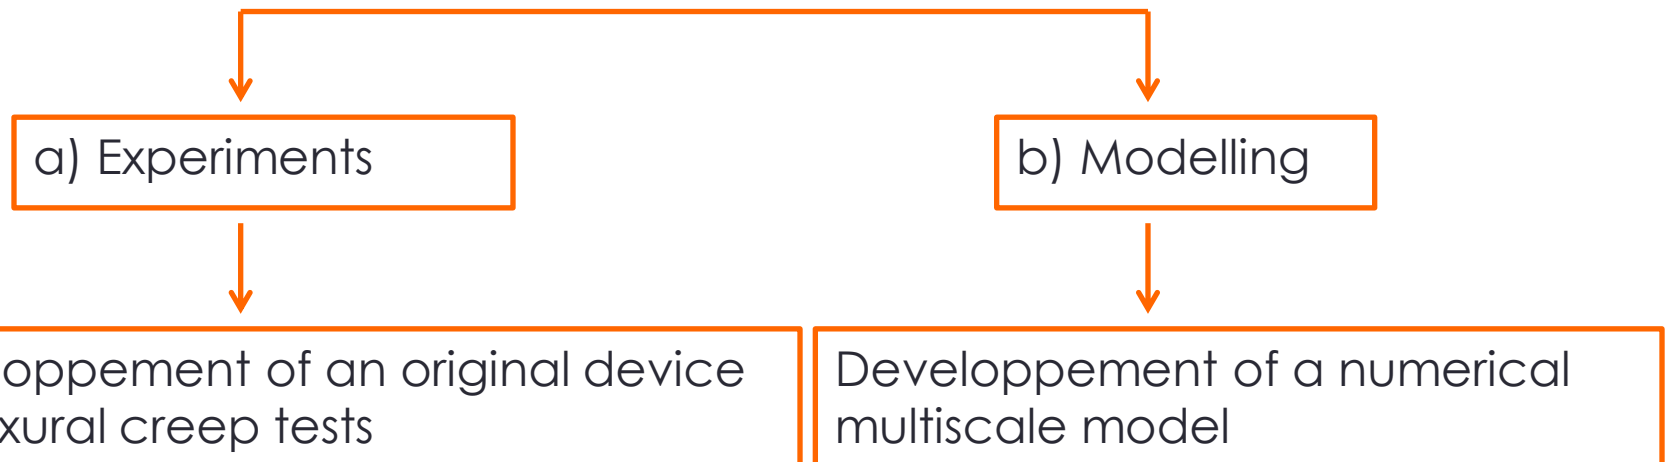 a) Experiments
b) Modelling
oppement of an original device
xural creep tests
Developpement of a numerical
multiscale model